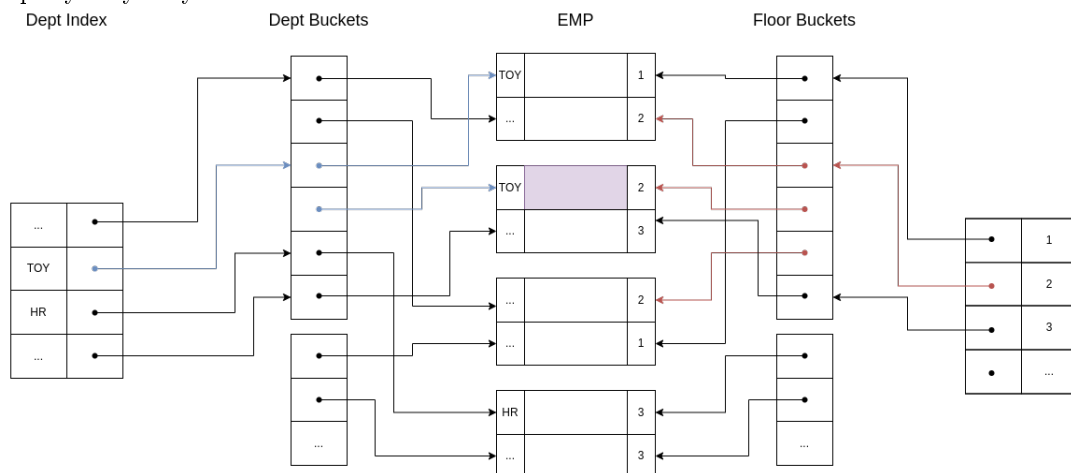 Dept Index Dept Buckets EMP Floor Buckets
TOY 1
... 2
TOY 2
... 3
... 1
TOY 2
HR 3
... ...
... 2
... 1
HR 3
... ... 3 ...